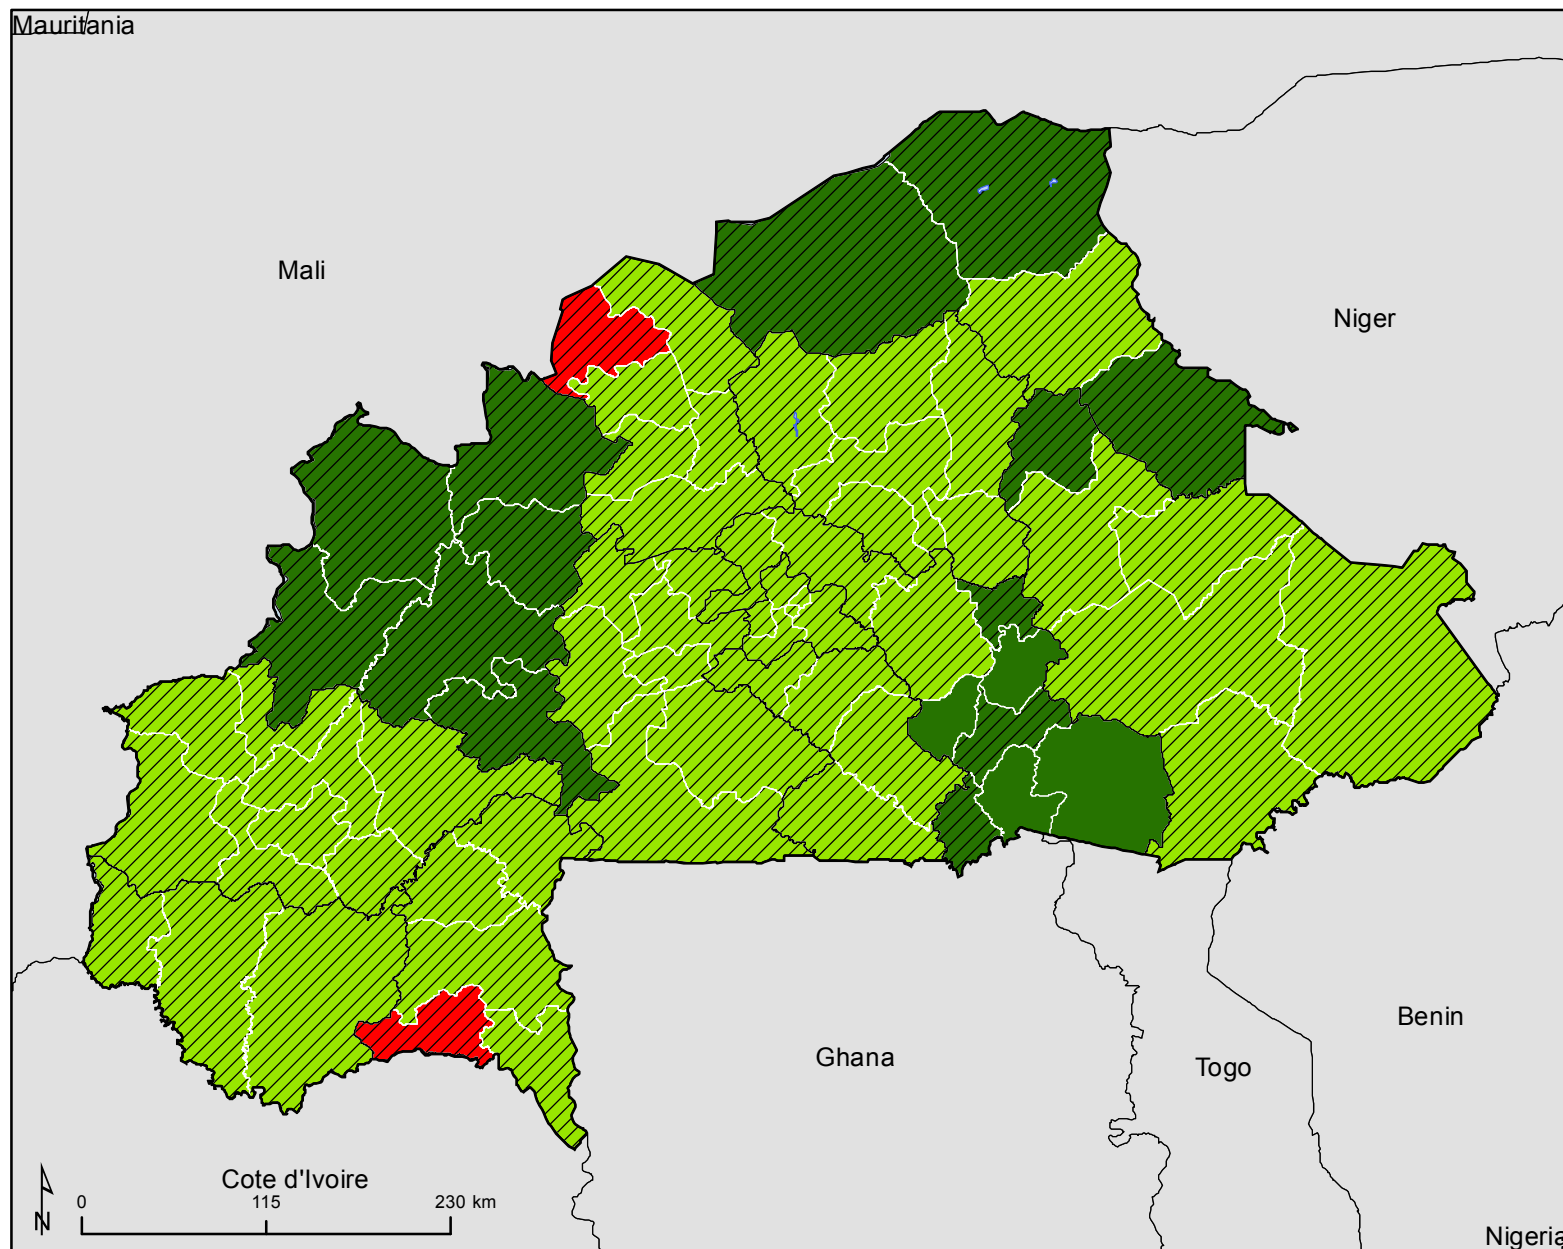 Mauritania
Mali
Niger
Benin
Ghana
Togo
Cote d'Ivoire
0 115 230 km
N
Nigeria